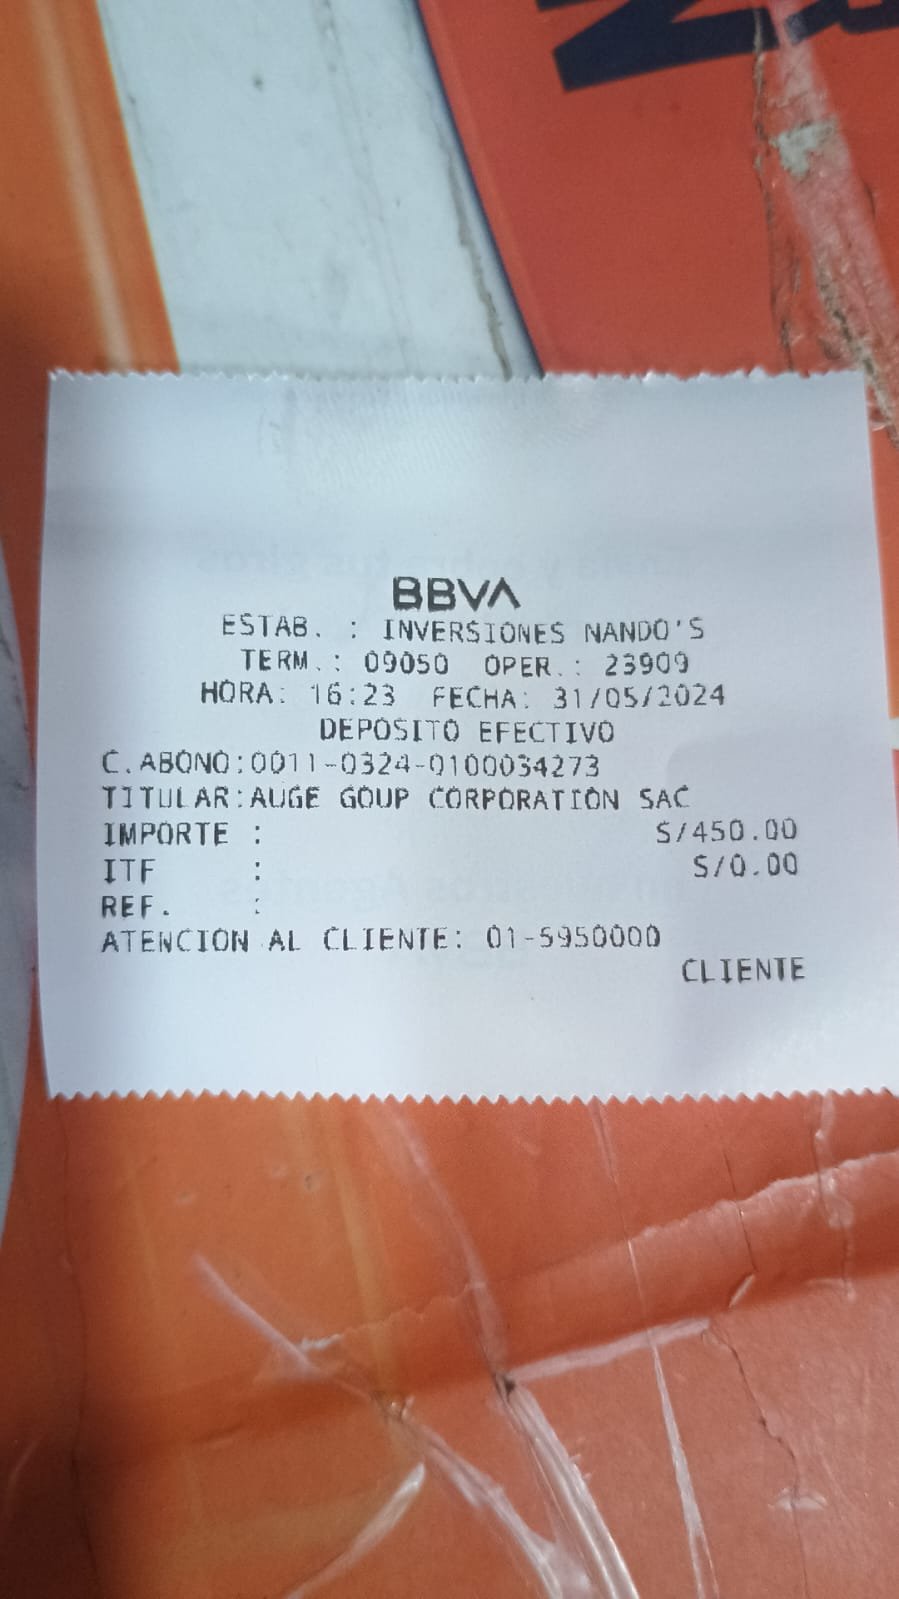 BBVA
ESTAB. : INVERSIONES NANDO'S
TERM.: 09050 OPER.: 23909
HORA: 16:23 FECHA: 31/05/2024
DEPOSITO EFECTIVO
C.ABONO:0011-0324-0100034273
TITULAR:AUGE GOUP CORPORATION SAC
IMPORTE : S/450.00
ITF : S/0.00
REF. :
ATENCION AL CLIENTE: 01-5950000
CLIENTE